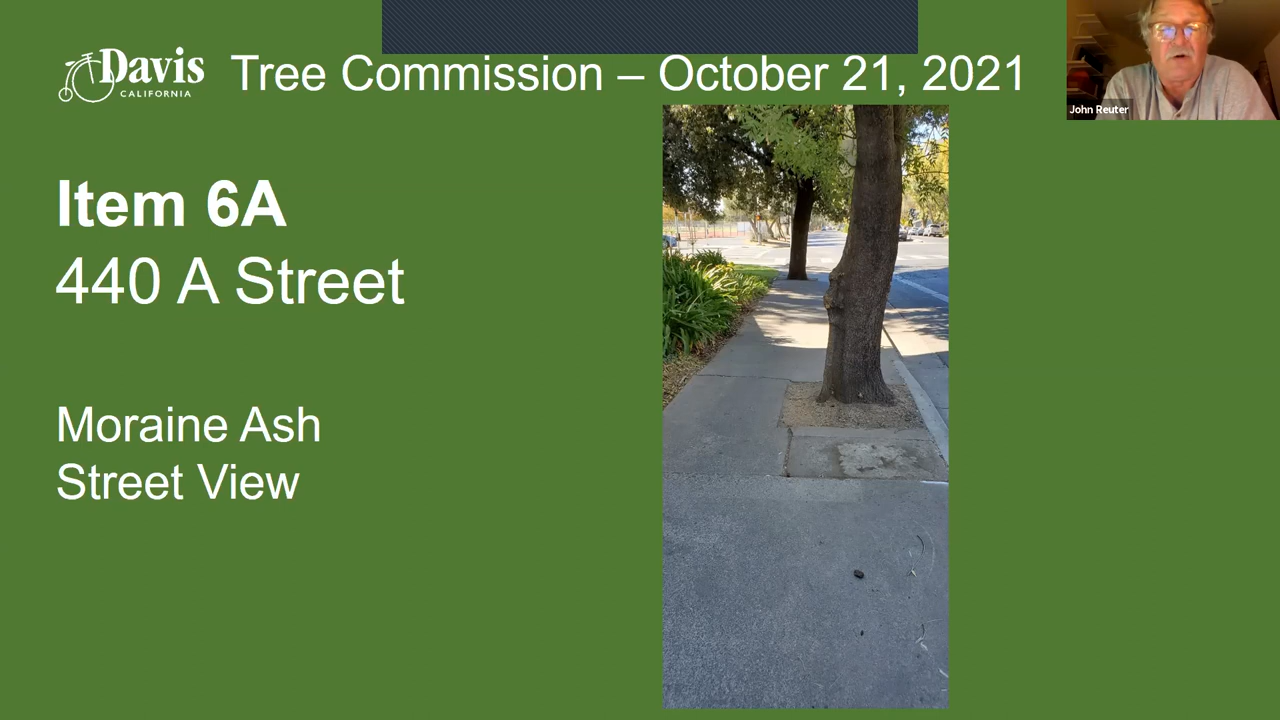 Davis
CALIFORNIA
Tree Commission – October 21, 2021
John Reuter
Item 6A
440 A Street
Moraine Ash
Street View